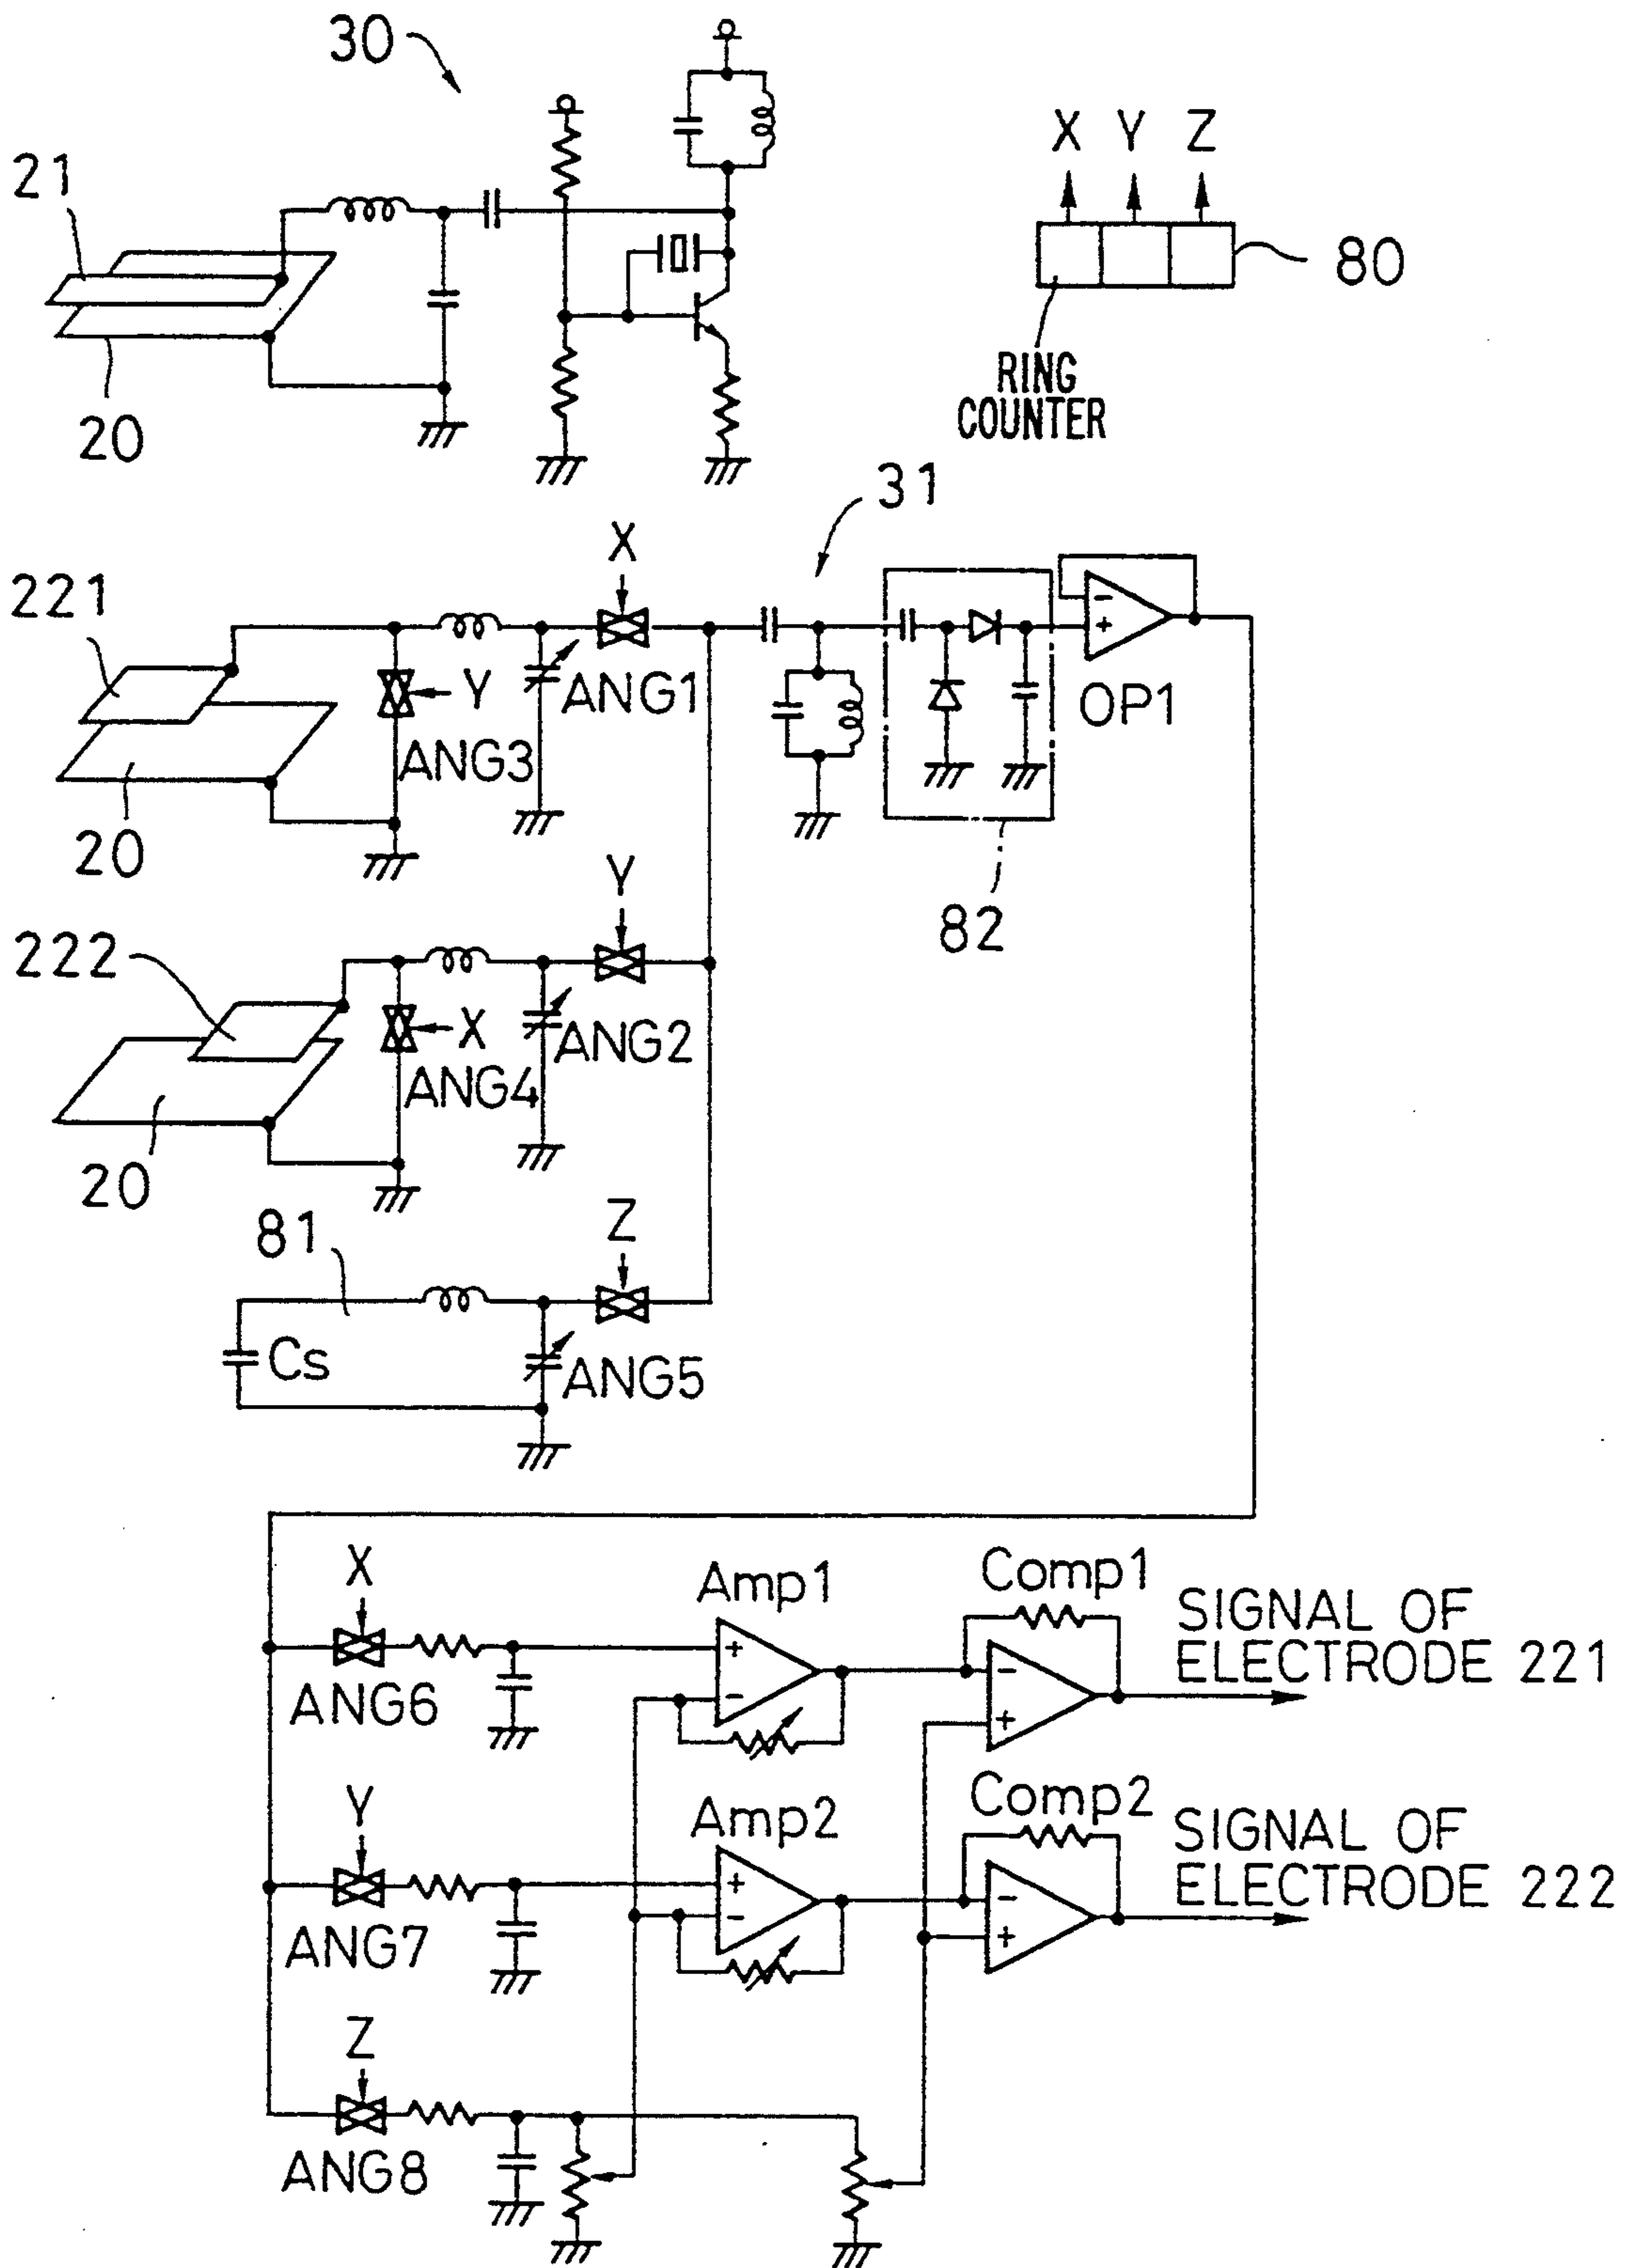 30
21
X Y Z
80
RING
COUNTER
20
31
X
221
Y
ANG1
ANG3
- +
OP1
20
82
Y
222
X
ANG2
ANG4
20
81
Z
Cs
ANG5
X
Amp1
Comp1
SIGNAL OF
ELECTRODE 221
+ -
- +
ANG6
Y
Amp2
Comp2
SIGNAL OF
ELECTRODE 222
+ -
- +
ANG7
Z
ANG8